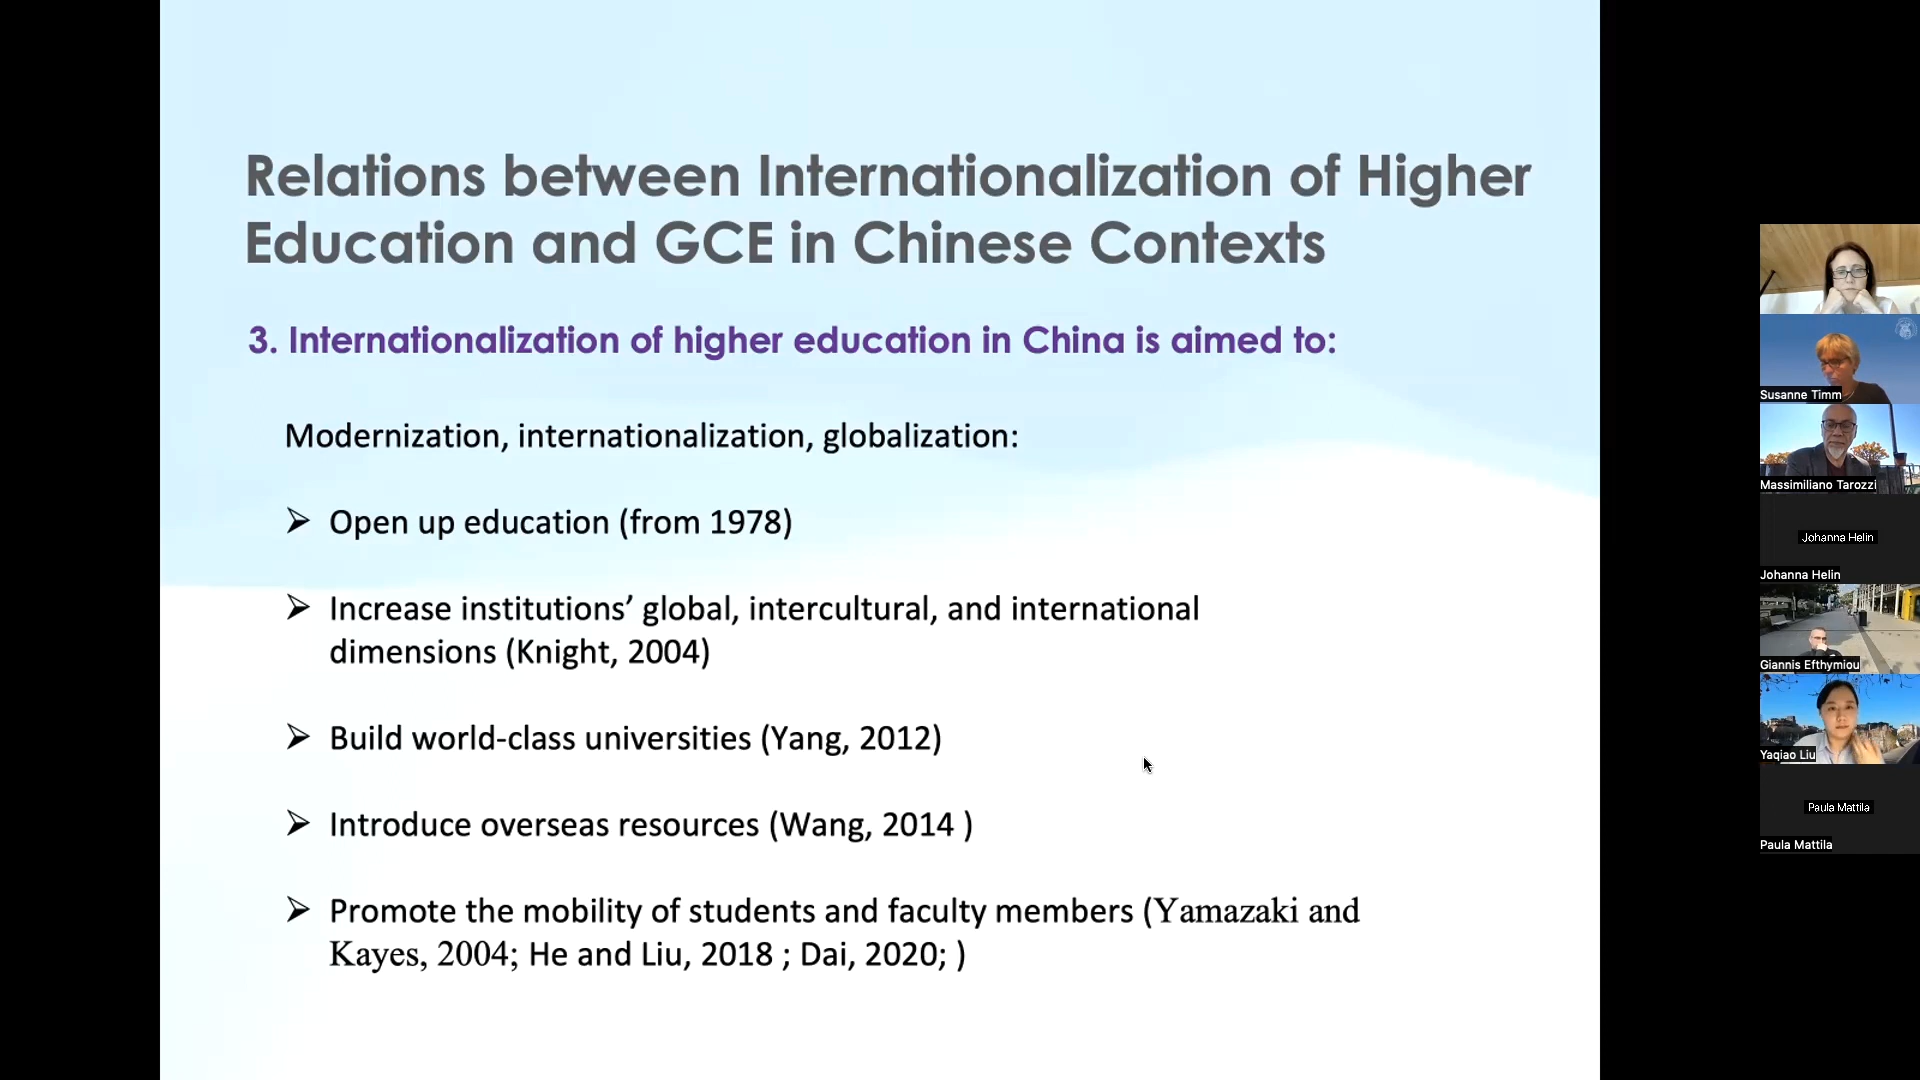 Relations between Internationalization of Higher
Education and GCE in Chinese Contexts
3. Internationalization of higher education in China is aimed to:
Modernization, internationalization, globalization:
➢ Open up education (from 1978)
➢ Increase institutions’ global, intercultural, and international
dimensions (Knight, 2004)
➢ Build world-class universities (Yang, 2012)
➢ Introduce overseas resources (Wang, 2014 )
➢ Promote the mobility of students and faculty members (Yamazaki and
Kayes, 2004; He and Liu, 2018 ; Dai, 2020; )
Susanne Timm
Massimiliano Tarozzi
Johanna Helin
Johanna Helin
Giannis Efthymiou
Yaqiao Liu
Paula Mattila
Paula Mattila